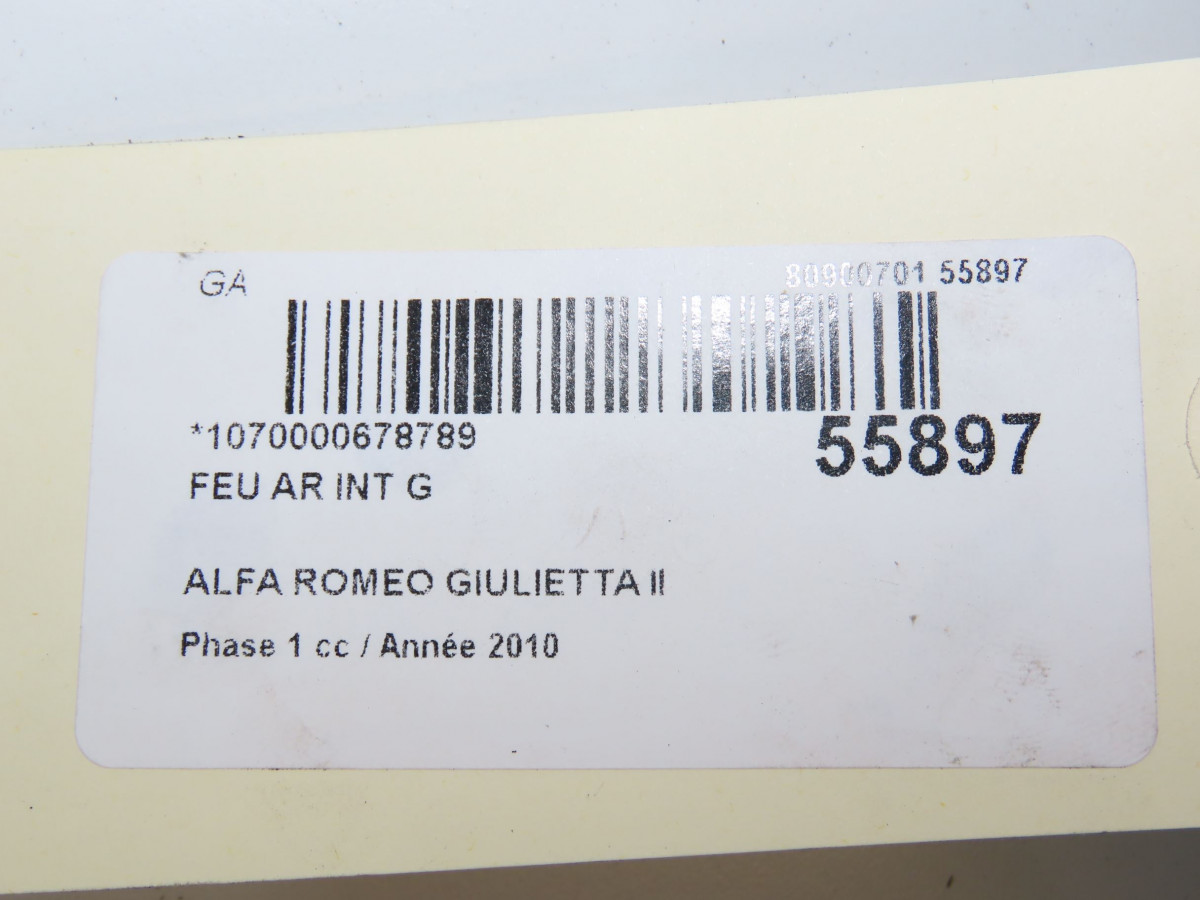 GA
80900701 55897
*1070000678789
55897
FEU AR INT G
ALFA ROMEO GIULIETTA II
Phase 1 cc / Année 2010